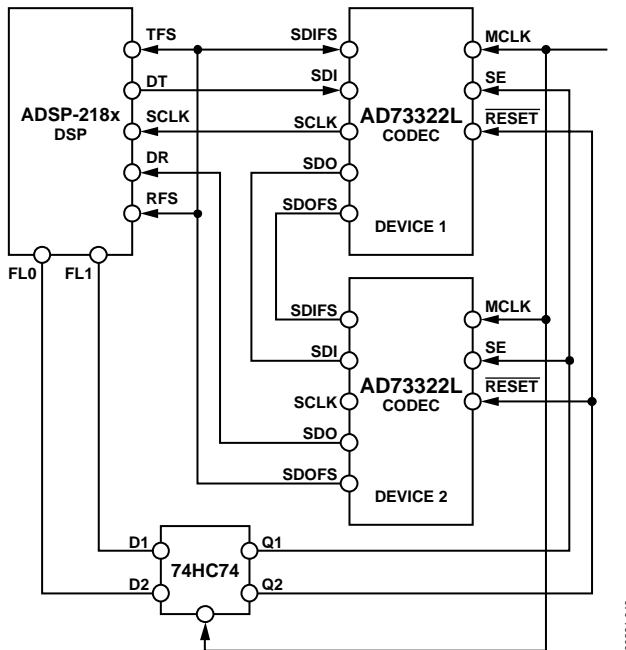 TFS SDIFS MCLK
DT SDI SE
ADSP-218x
DSP
SCLK SCLK
AD73322L
CODEC
RESET
DR SDO
RFS SDOFS
DEVICE 1
FL0 FL1
SDIFS MCLK
SDI SE
AD73322L
CODEC
SCLK RESET
SDO
SDOFS
DEVICE 2
D1 Q1
74HC74
D2 Q2